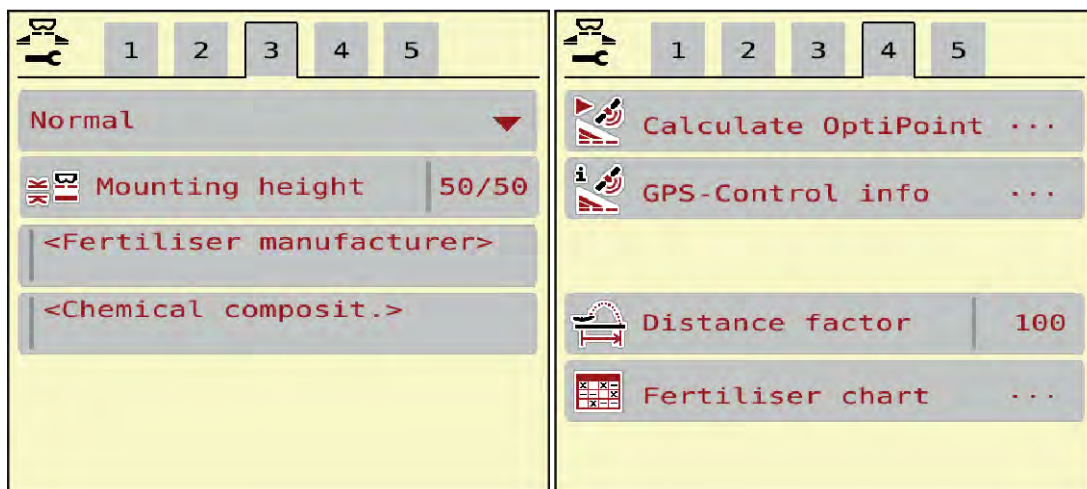 1 2 3 4 5
Normal
Mounting height 50/50
<Fertiliser manufacturer>
<Chemical composit.>
1 2 3 4 5
Calculate OptiPoint ...
GPS-Control info ...
Distance factor 100
Fertiliser chart ...